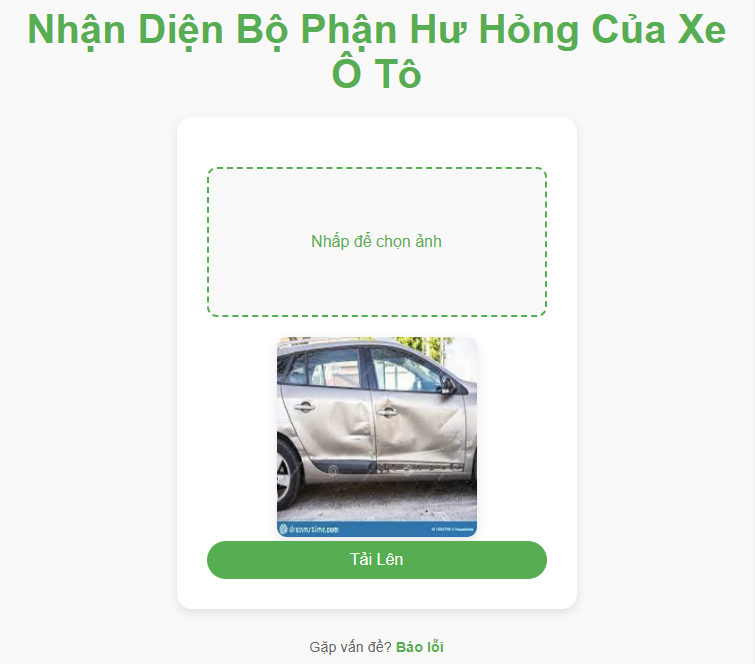 Nhận Diện Bộ Phận Hư Hỏng Của Xe
Ô Tô
Nhấp để chọn ảnh
dreamstime.com
Tải Lên
Gặp vấn đề? Báo lỗi